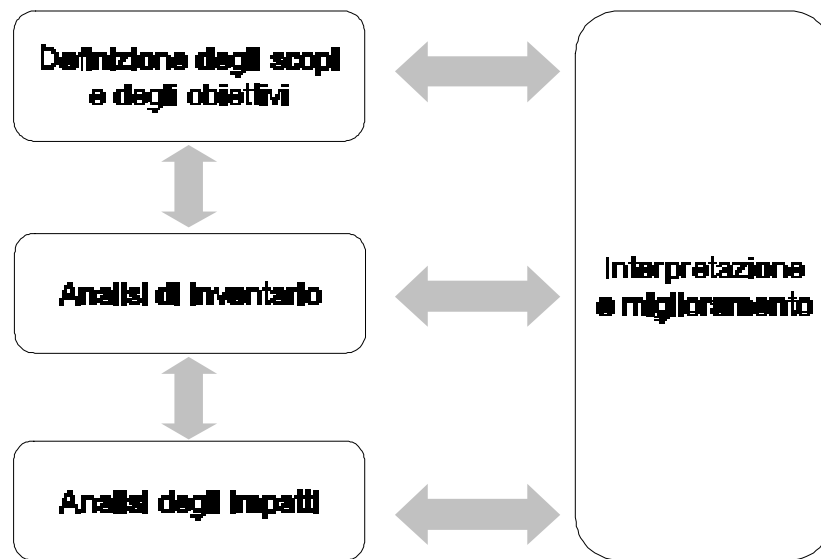 Definizione degli scopi
e degli obiettivi
Analisi di inventario
Interpretazione
e miglioramento
Analisi degli impatti